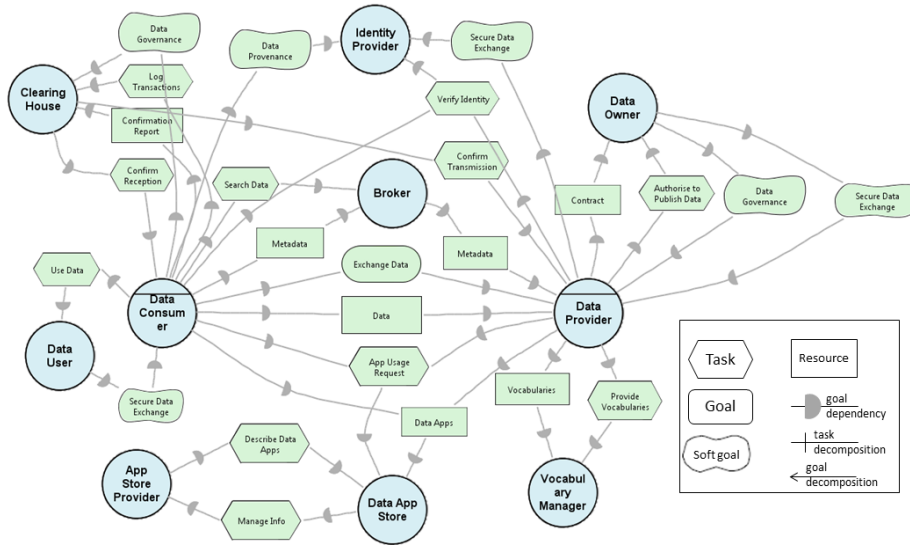 Data
Governance
Identity
Provider
Data
Provenance
Secure Data
Exchange
Clearing
House
Log
Transactions
Verify Identity
Data
Owner
Confirmation
Report
Confirm
Reception
Search Data
Broker
Confirm
Transmission
Contract
Authorise to
Publish Data
Data
Governance
Secure Data
Exchange
Metadata
Metadata
Use Data
Exchange Data
Data
Consum
er
Data
Data
Provider
Data
User
App Usage
Request
Secure Data
Exchange
Vocabularies
Provide
Vocabularies
Data Apps
Describe Data
Apps
App
Store
Provider
Manage Info
Data App
Store
Vocabul
ary
Manager
Task
Resource
Goal
goal
dependency
Soft goal
task
decomposition
goal
decomposition